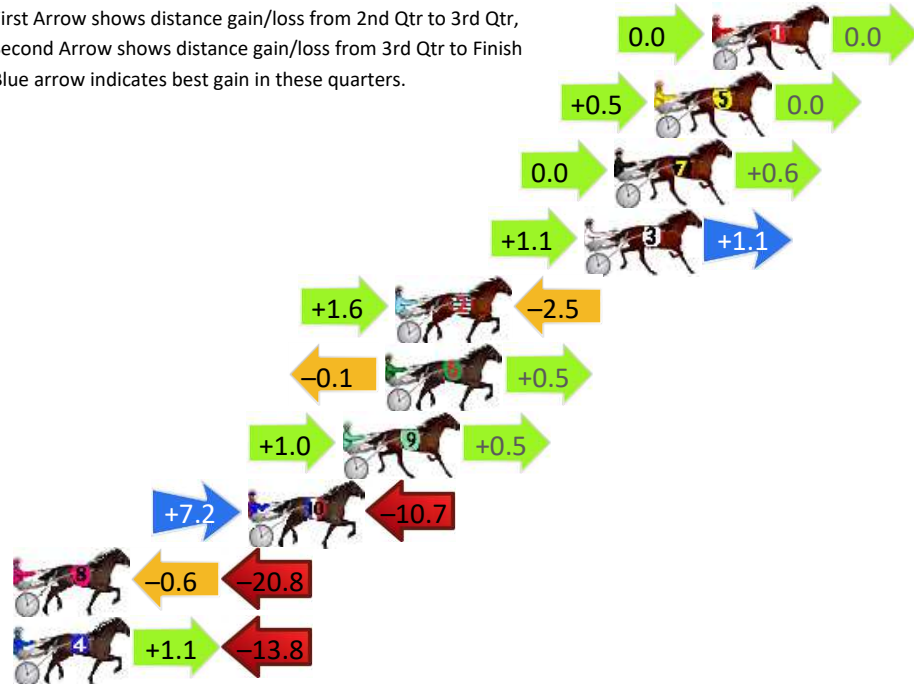 irst Arrow shows distance gain/loss from 2nd Qtr to 3rd Qtr,
econd Arrow shows distance gain/loss from 3rd Qtr to Finish
lue arrow indicates best gain in these quarters.
0.0 1 0.0
+0.5 5 0.0
0.0 7 +0.6
+1.1 3 +1.1
+1.6 2 –2.5
–0.1 6 +0.5
+1.0 9 +0.5
+7.2 10 –10.7
8 –0.6 –20.8
4 +1.1 –13.8